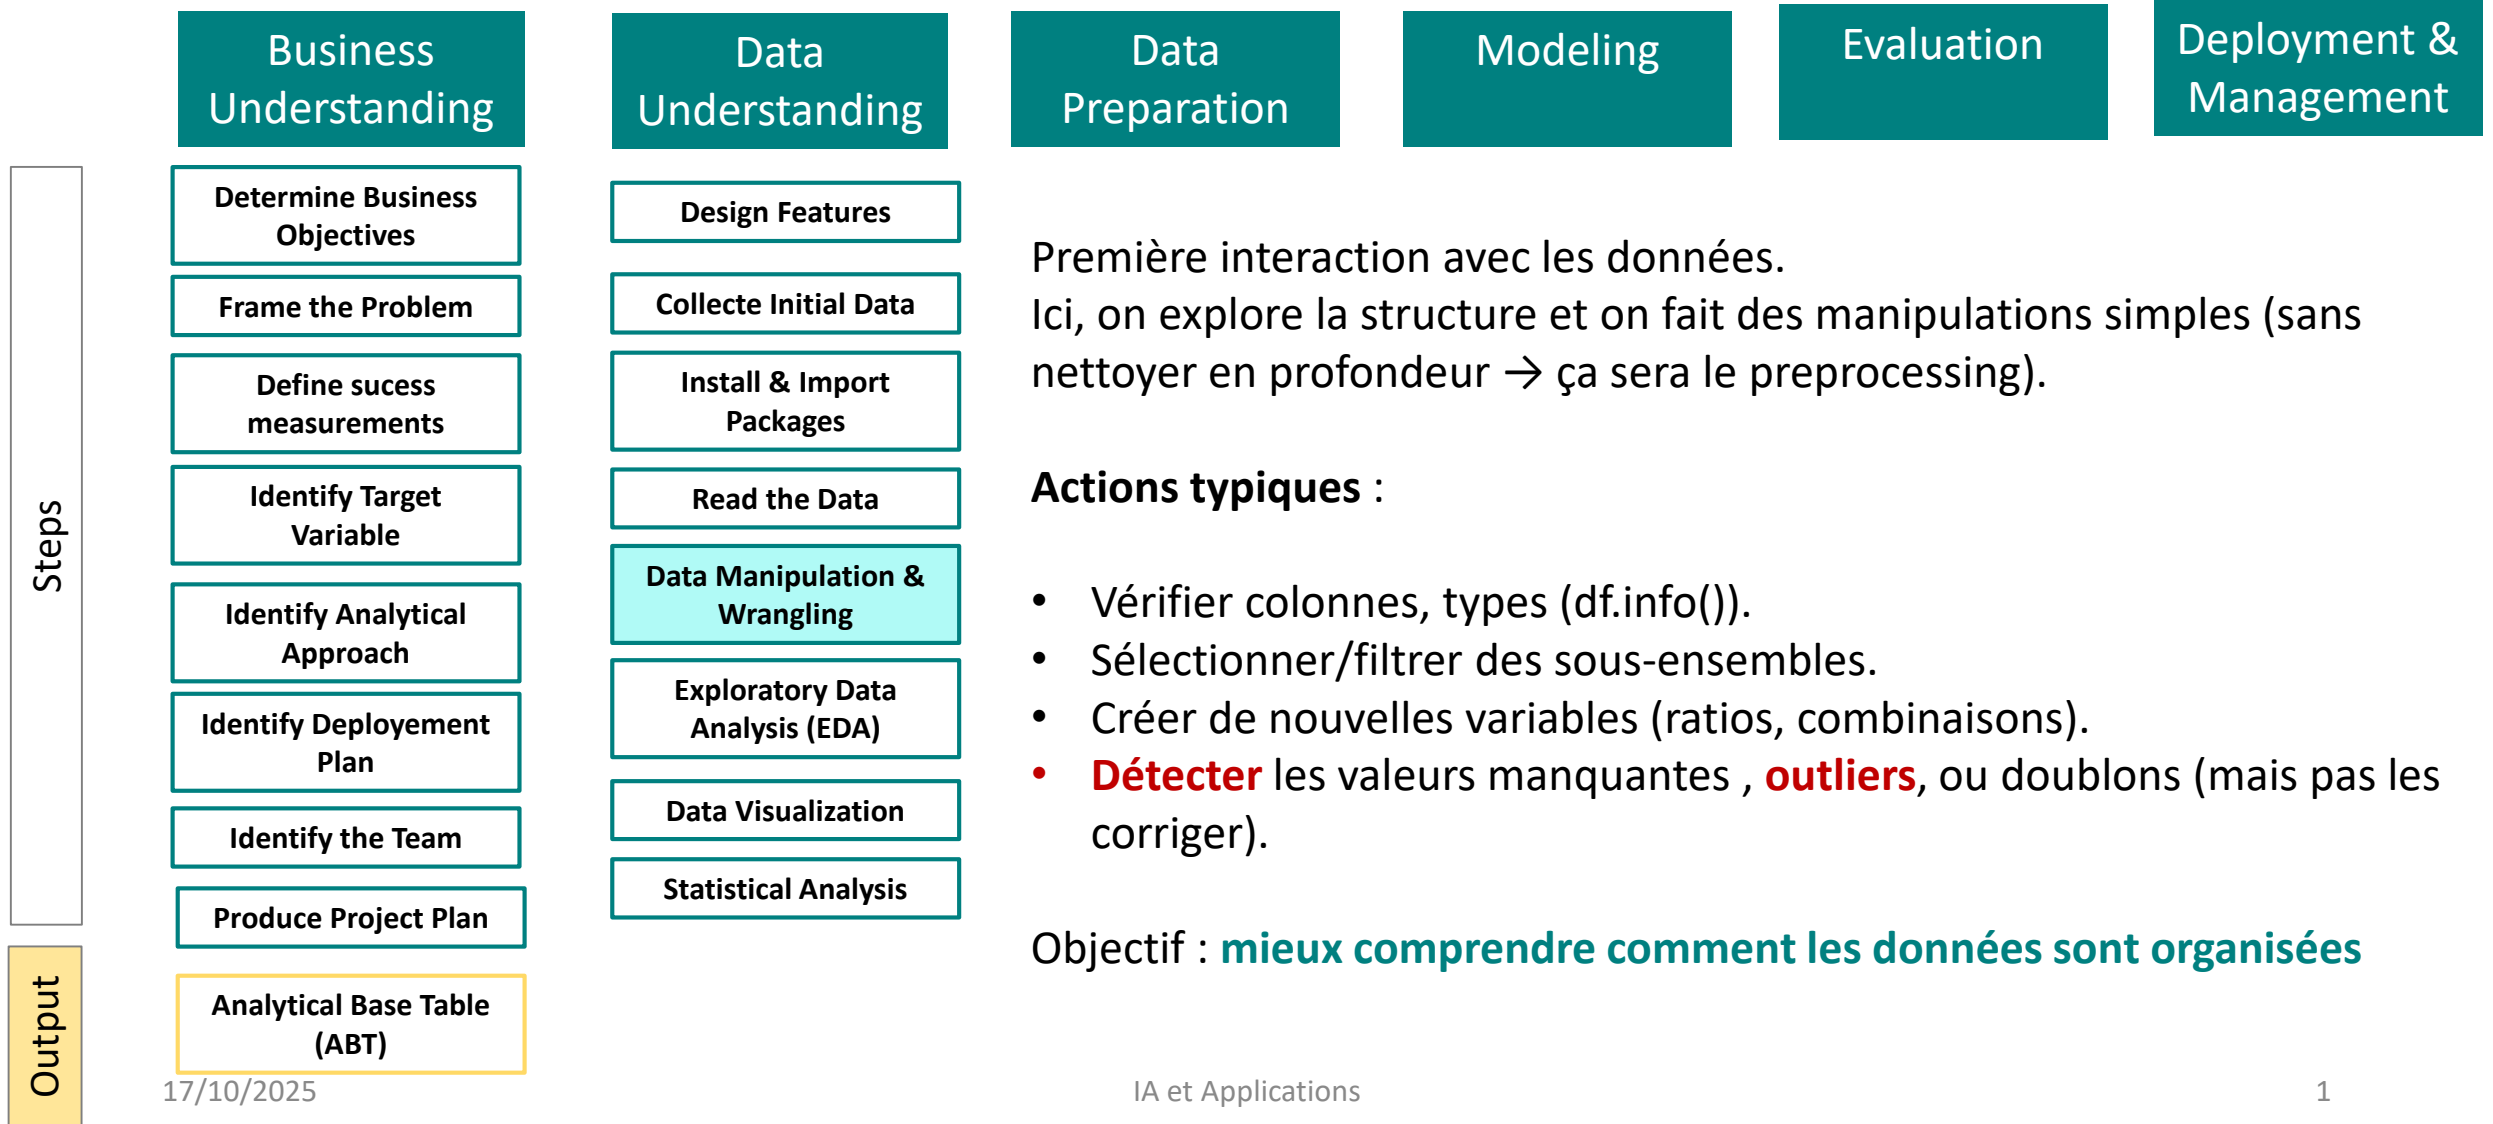 Business
Understanding
Data
Understanding
Data
Preparation
Modeling
Evaluation
Deployment &
Management
Steps
Determine Business
Objectives
Frame the Problem
Define sucess
measurements
Identify Target
Variable
Identify Analytical
Approach
Identify Deployement
Plan
Identify the Team
Produce Project Plan
Output
Analytical Base Table
(ABT)
Design Features
Collecte Initial Data
Install & Import
Packages
Read the Data
Data Manipulation &
Wrangling
Exploratory Data
Analysis (EDA)
Data Visualization
Statistical Analysis
Première interaction avec les données.
Ici, on explore la structure et on fait des manipulations simples (sans
nettoyer en profondeur → ça sera le preprocessing).
Actions typiques :
• Vérifier colonnes, types (df.info()).
• Sélectionner/filtrer des sous-ensembles.
• Créer de nouvelles variables (ratios, combinaisons).
• Détecter les valeurs manquantes , outliers, ou doublons (mais pas les
corriger).
Objectif : mieux comprendre comment les données sont organisées
17/10/2025
IA et Applications
1